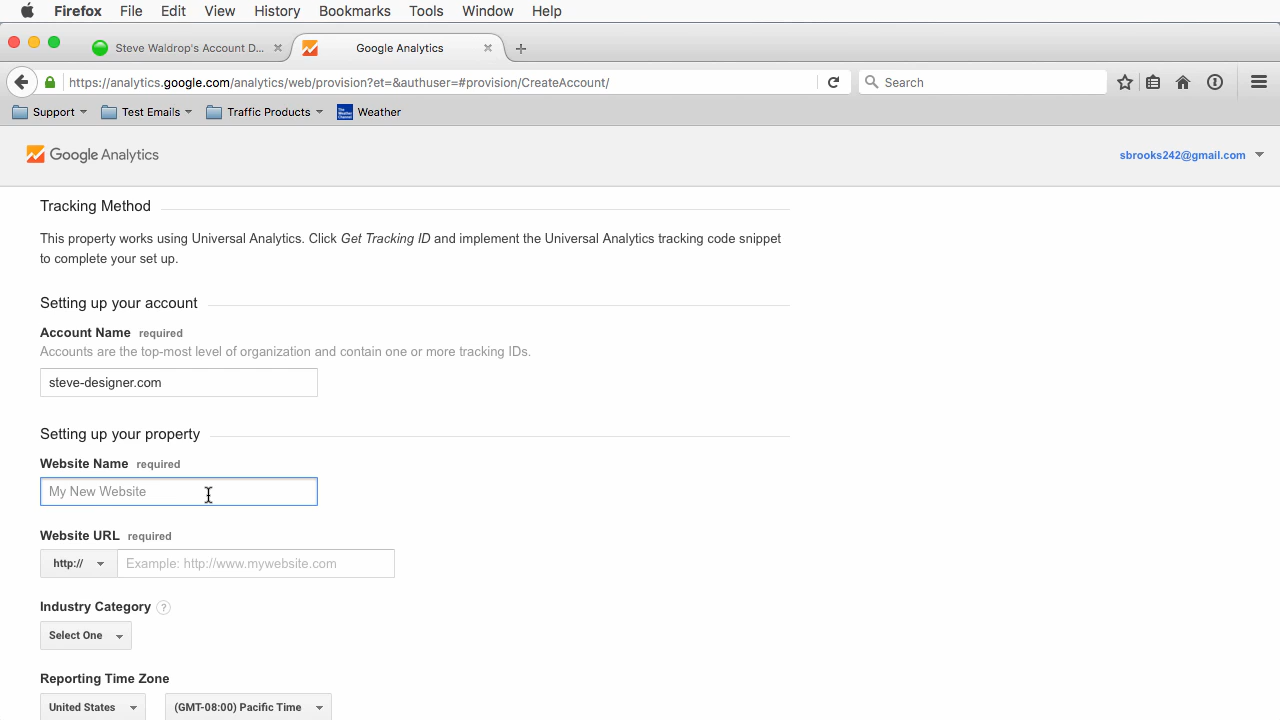 Firefox File Edit View History Bookmarks Tools Window Help
Steve Waldrop's Account D... Google Analytics
https://analytics.google.com/analytics/web/provision?et=&authuser=#provision/CreateAccount/ Search
Support Test Emails Traffic Products The Weather Channel Weather
Google Analytics sbrooks242@gmail.com
Tracking Method
This property works using Universal Analytics. Click Get Tracking ID and implement the Universal Analytics tracking code snippet
to complete your set up.
Setting up your account
Account Name required
Accounts are the top-most level of organization and contain one or more tracking IDs.
steve-designer.com
Setting up your property
Website Name required
My New Website
Website URL required
http:// Example: http://www.mywebsite.com
Industry Category ?
Select One
Reporting Time Zone
United States (GMT-08:00) Pacific Time